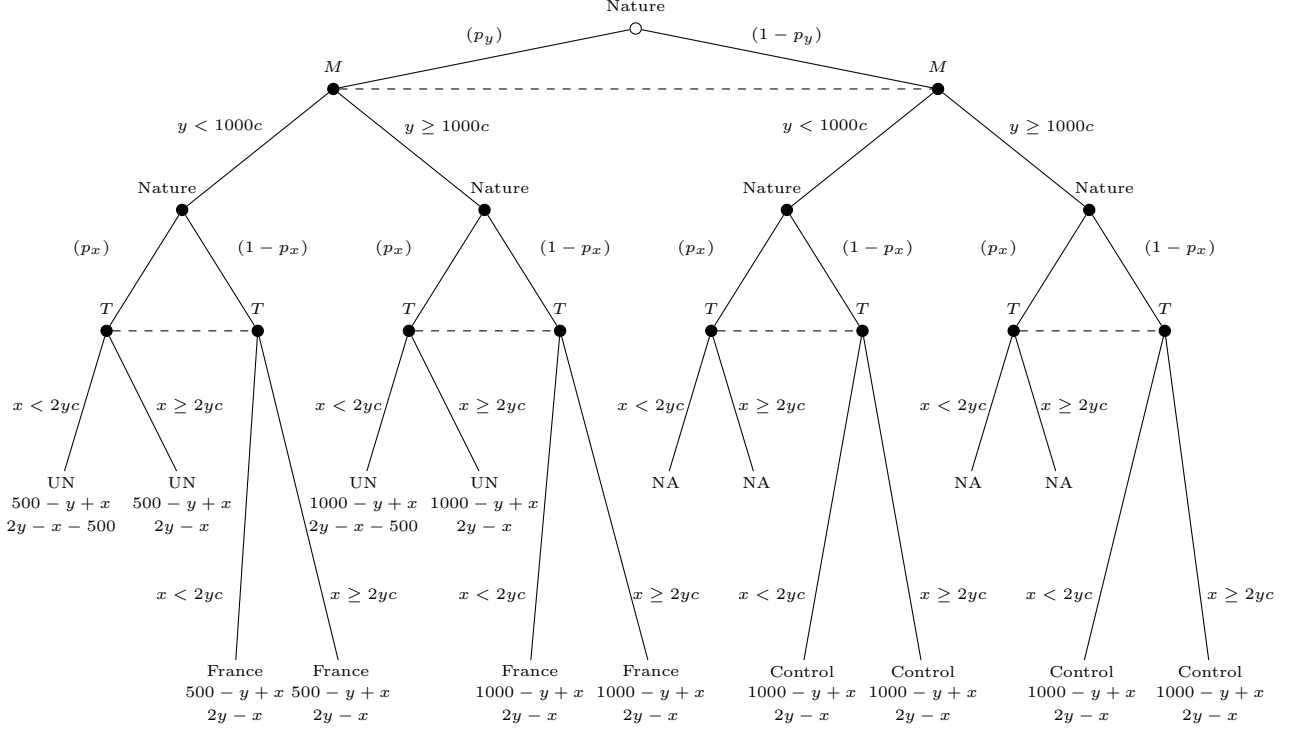 Nature
(p_y) (1 − p_y)
M M
y < 1000c y ≥ 1000c y < 1000c y ≥ 1000c
Nature Nature Nature Nature
(p_x) (1 − p_x) (p_x) (1 − p_x) (p_x) (1 − p_x) (p_x) (1 − p_x)
T T T T T T T T
x < 2yc x ≥ 2yc x < 2yc x ≥ 2yc x < 2yc x ≥ 2yc x < 2yc x ≥ 2yc
UN UN UN UN NA NA NA NA
500 − y + x 500 − y + x 1000 − y + x 1000 − y + x
2y − x − 500 2y − x 2y − x − 500 2y − x
x < 2yc x ≥ 2yc x < 2yc x ≥ 2yc x < 2yc x ≥ 2yc x < 2yc x ≥ 2yc
France France France France Control Control Control Control
500 − y + x 500 − y + x 1000 − y + x 1000 − y + x 1000 − y + x 1000 − y + x 1000 − y + x 1000 − y + x
2y − x 2y − x 2y − x 2y − x 2y − x 2y − x 2y − x 2y − x